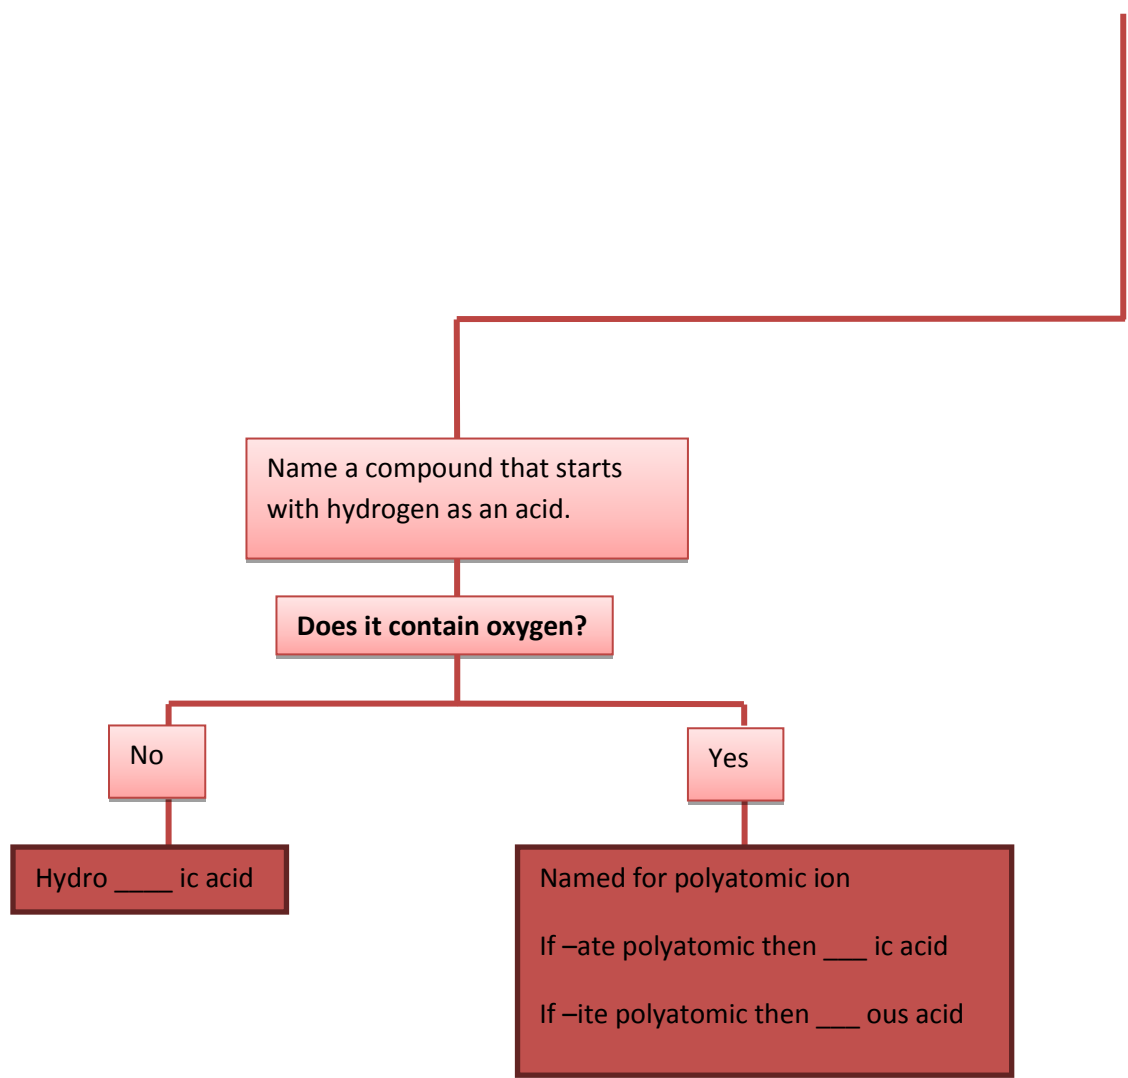 Name a compound that starts
with hydrogen as an acid.
Does it contain oxygen?
No
Yes
Hydro ____ ic acid
Named for polyatomic ion
If –ate polyatomic then ___ ic acid
If –ite polyatomic then ___ ous acid